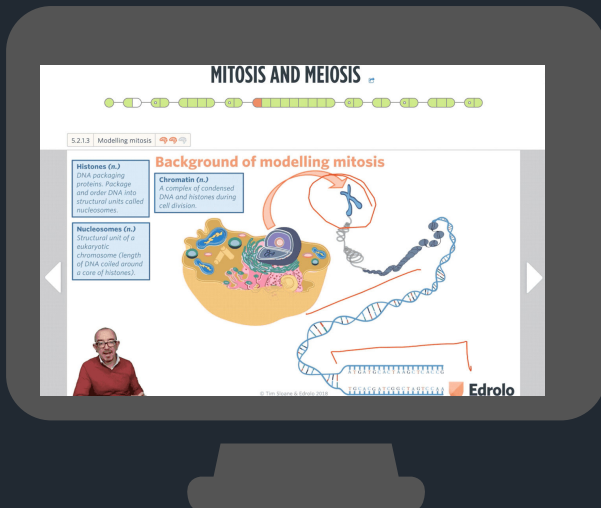 MITOSIS AND MEIOSIS
5.2.1.3 Modelling mitosis
Background of modelling mitosis
Histones (n.)
DNA packaging
proteins. Package
and order DNA into
structural units called
nucleosomes.
Chromatin (n.)
A complex of condensed
DNA and histones during
cell division.
Nucleosomes (n.)
Structural unit of a
eukaryotic
chromosome (length
of DNA coiled around
a core of histones).
© Tim Sloane & Edrolo 2018
Edrolo